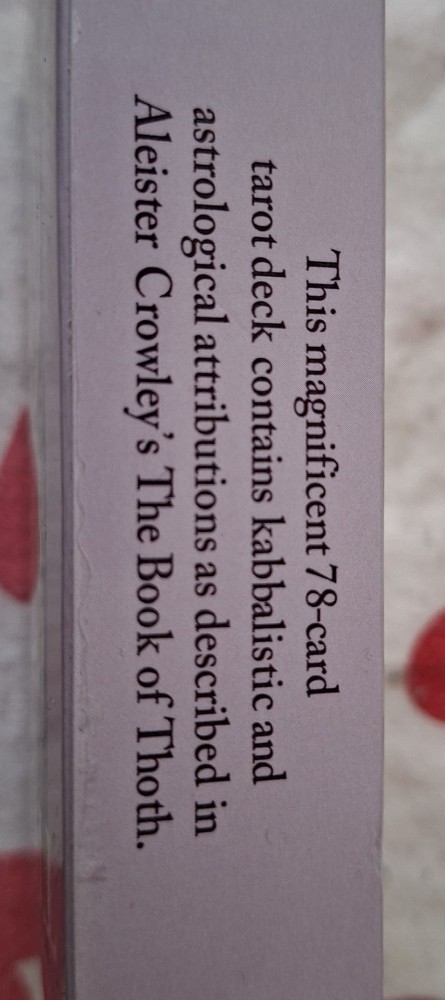 This magnificent 78-card
tarot deck contains kabbalistic and
astrological attributions as described in
Aleister Crowley's The Book of Thoth.